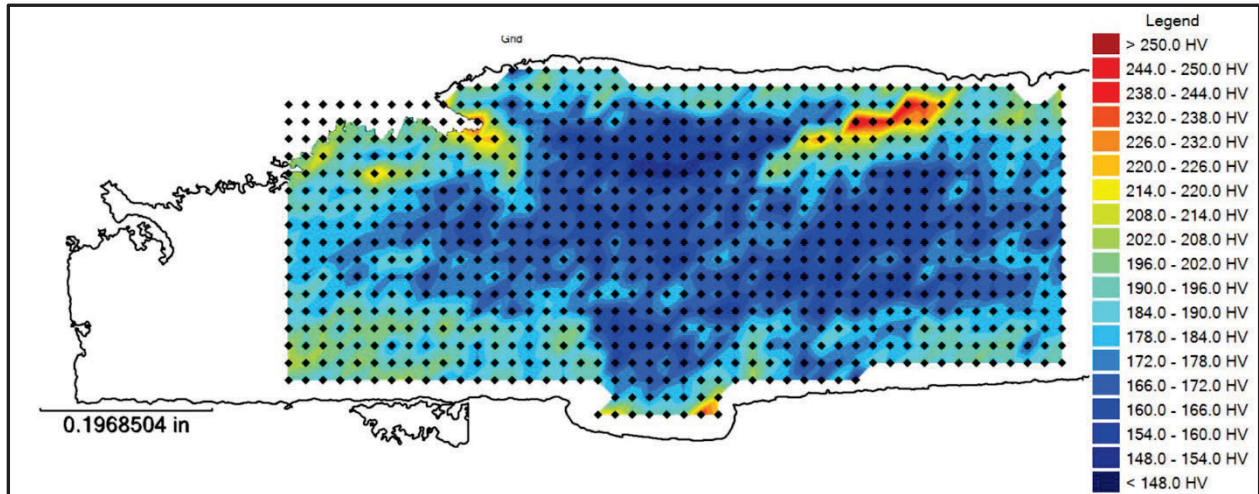 Grid
Legend
> 250.0 HV
244.0 - 250.0 HV
238.0 - 244.0 HV
232.0 - 238.0 HV
226.0 - 232.0 HV
220.0 - 226.0 HV
214.0 - 220.0 HV
208.0 - 214.0 HV
202.0 - 208.0 HV
196.0 - 202.0 HV
190.0 - 196.0 HV
184.0 - 190.0 HV
178.0 - 184.0 HV
172.0 - 178.0 HV
166.0 - 172.0 HV
160.0 - 166.0 HV
154.0 - 160.0 HV
148.0 - 154.0 HV
< 148.0 HV
0.1968504 in